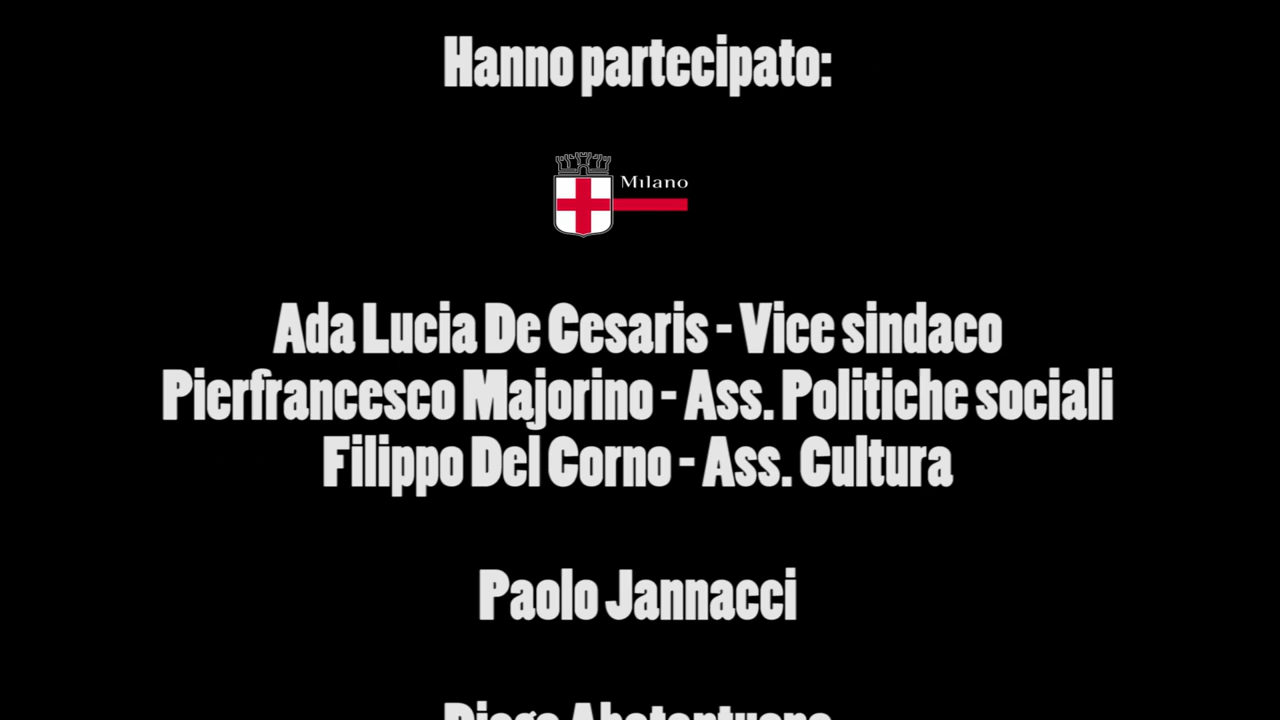 Hanno partecipato:
Milano
Ada Lucia De Cesaris - Vice sindaco
Pierfrancesco Majorino - Ass. Politiche sociali
Filippo Del Corno - Ass. Cultura
Paolo Jannacci